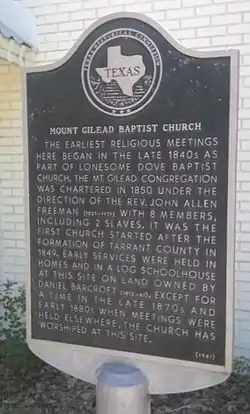 TEXAS HISTORICAL COMMISSION
TEXAS
MOUNT GILEAD BAPTIST CHURCH
THE EARLIEST RELIGIOUS MEETINGS
HERE BEGAN IN THE LATE 1840s AS
PART OF LONESOME DOVE BAPTIST
CHURCH. THE MT. GILEAD CONGREGATION
WAS CHARTERED IN 1850 UNDER THE
DIRECTION OF THE REV. JOHN ALLEN
FREEMAN WITH 8 MEMBERS,
INCLUDING 2 SLAVES. IT WAS THE
FIRST CHURCH STARTED AFTER THE
FORMATION OF TARRANT COUNTY IN
1849. EARLY SERVICES WERE HELD IN
HOMES AND IN A LOG SCHOOLHOUSE
AT THIS SITE ON LAND OWNED BY
DANIEL BARCROFT EXCEPT FOR
A TIME IN THE LATE 1870s AND
EARLY 1880s WHEN MEETINGS WERE
HELD ELSEWHERE, THE CHURCH HAS
WORSHIPED AT THIS SITE.
(1981)